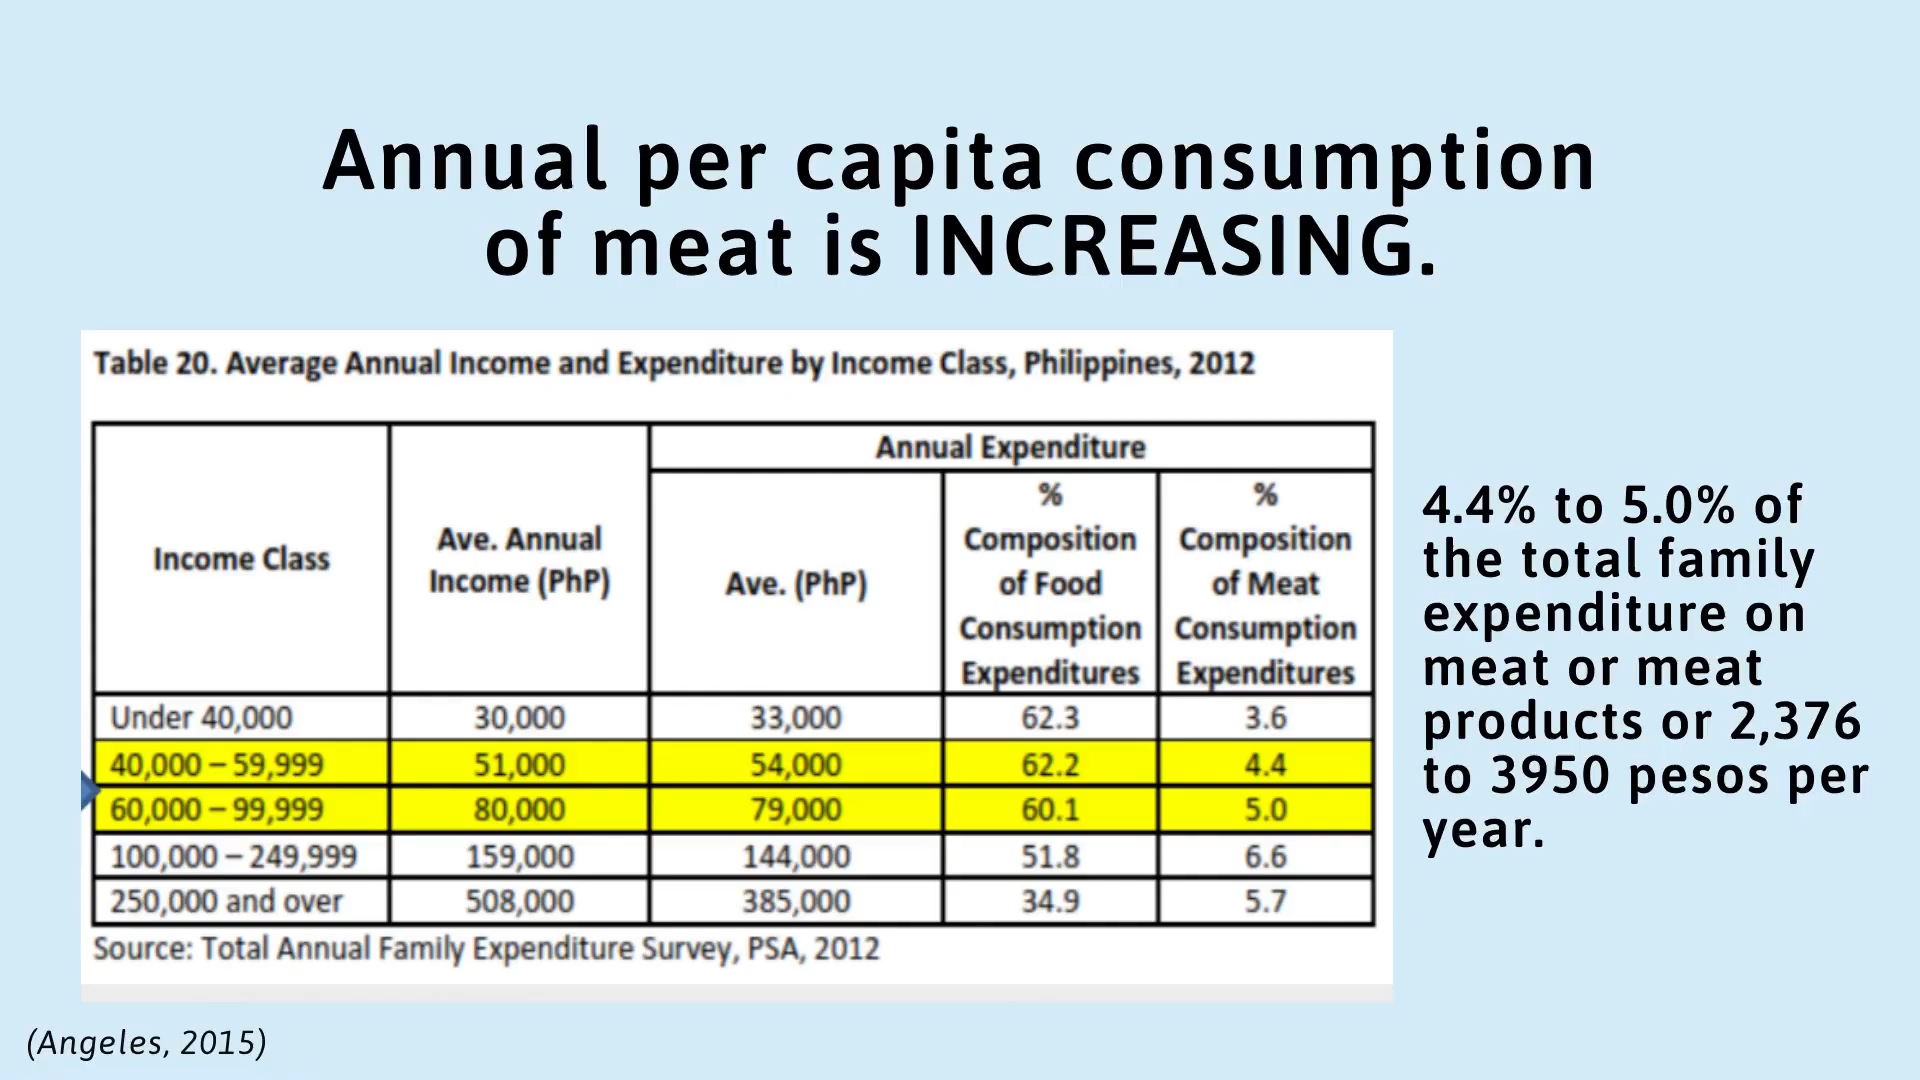 Annual per capita consumption
of meat is INCREASING.
Table 20. Average Annual Income and Expenditure by Income Class, Philippines, 2012
Income Class
Ave. Annual
Income (PhP)
Annual Expenditure
Ave. (PhP)
%
Composition
of Food
Consumption
Expenditures
%
Composition
of Meat
Consumption
Expenditures
Under 40,000 30,000 33,000 62.3 3.6
40,000 – 59,999 51,000 54,000 62.2 4.4
60,000 – 99,999 80,000 79,000 60.1 5.0
100,000 – 249,999 159,000 144,000 51.8 6.6
250,000 and over 508,000 385,000 34.9 5.7
Source: Total Annual Family Expenditure Survey, PSA, 2012
4.4% to 5.0% of
the total family
expenditure on
meat or meat
products or 2,376
to 3950 pesos per
year.
(Angeles, 2015)